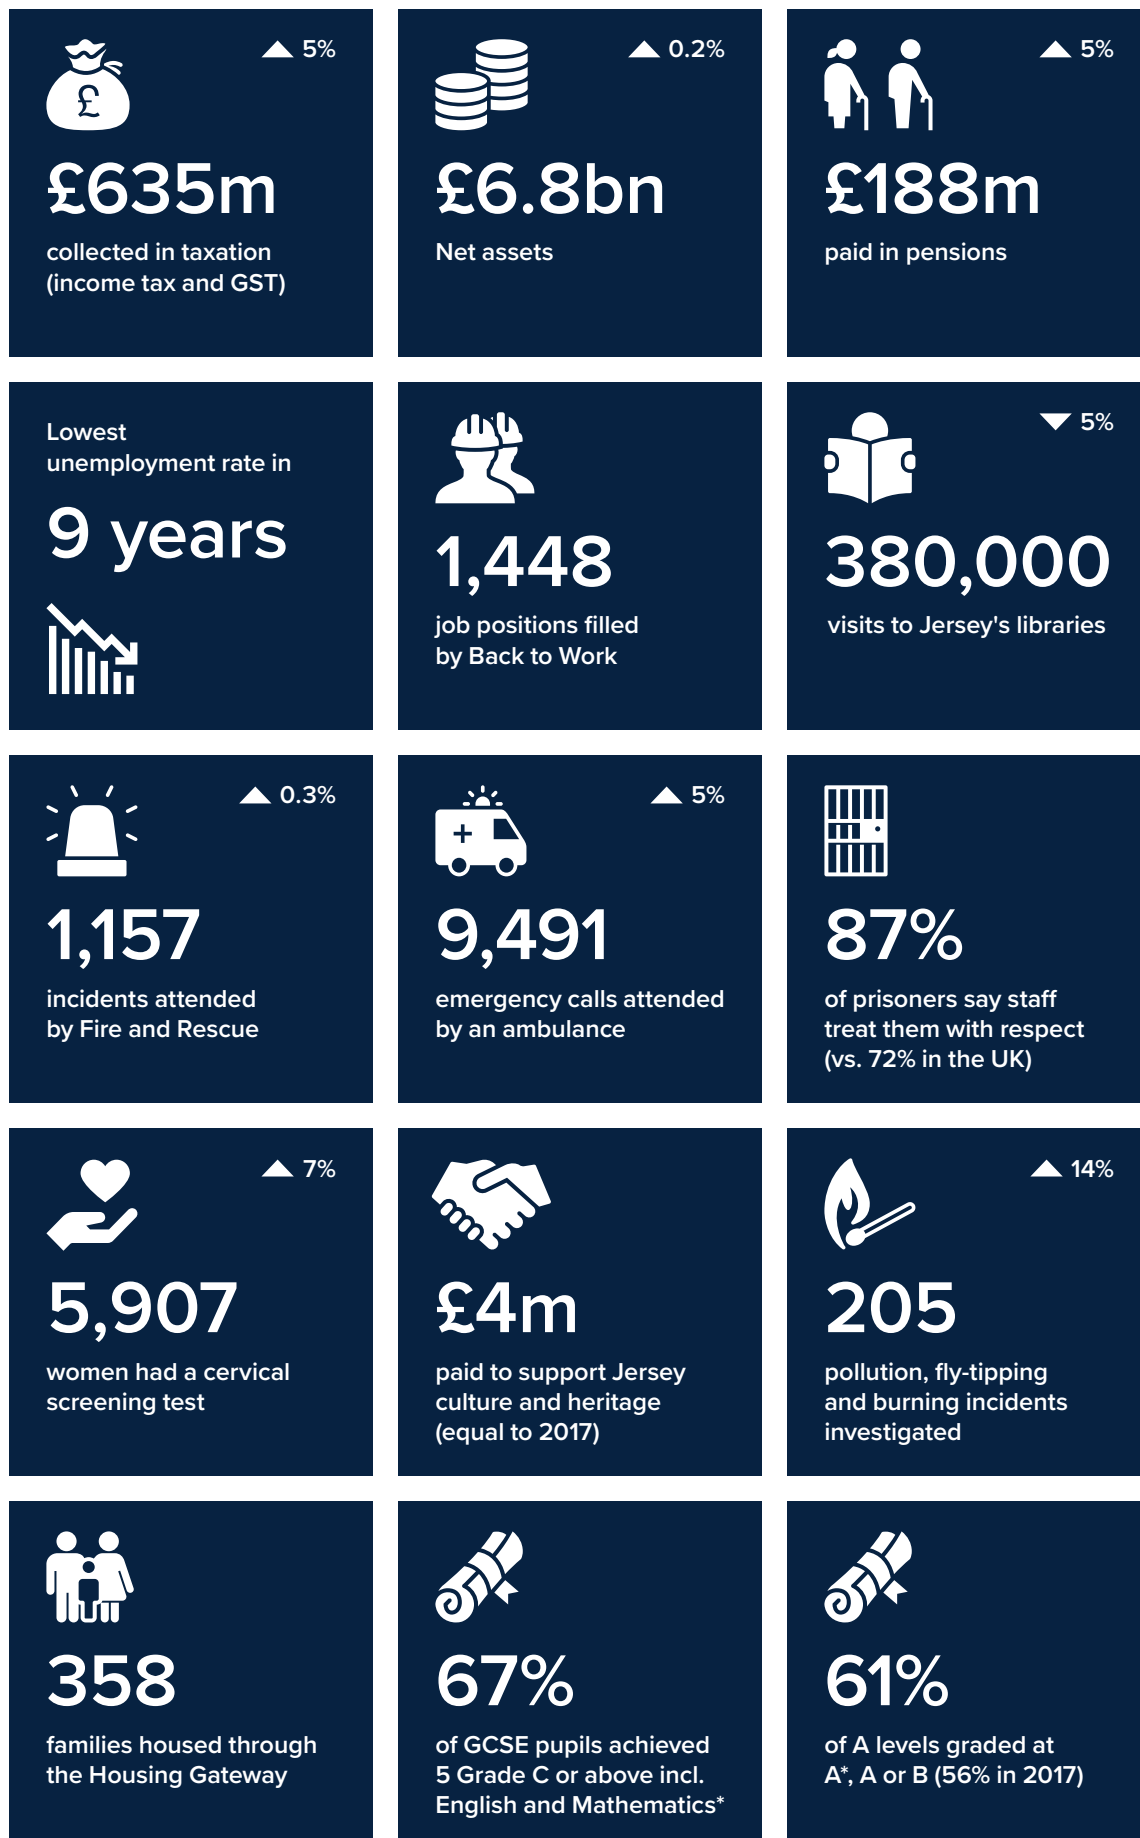 £
▲ 5%
£635m
collected in taxation
(income tax and GST)
▲ 0.2%
£6.8bn
Net assets
▲ 5%
£188m
paid in pensions
Lowest
unemployment rate in
9 years
1,448
job positions filled
by Back to Work
▼ 5%
380,000
visits to Jersey's libraries
▲ 0.3%
1,157
incidents attended
by Fire and Rescue
▲ 5%
9,491
emergency calls attended
by an ambulance
87%
of prisoners say staff
treat them with respect
(vs. 72% in the UK)
▲ 7%
5,907
women had a cervical
screening test
£4m
paid to support Jersey
culture and heritage
(equal to 2017)
▲ 14%
205
pollution, fly-tipping
and burning incidents
investigated
358
families housed through
the Housing Gateway
67%
of GCSE pupils achieved
5 Grade C or above incl.
English and Mathematics*
61%
of A levels graded at
A*, A or B (56% in 2017)